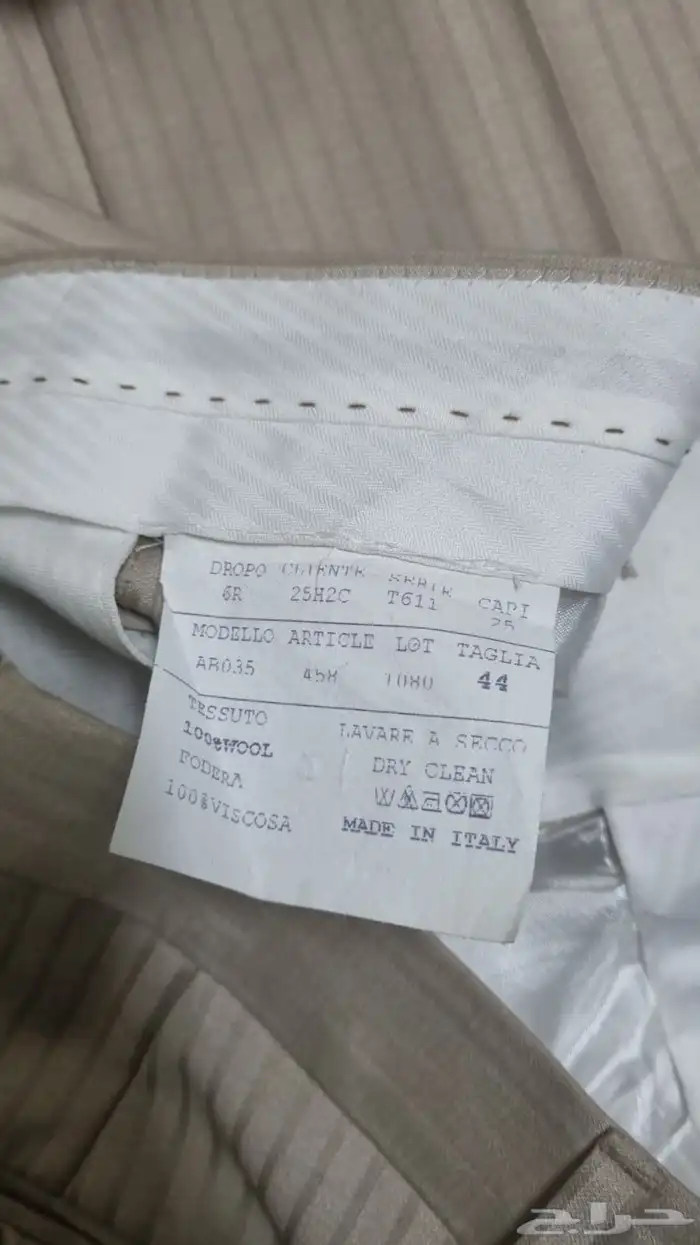 DROPO CLIENTE SERIE CAPI
6R 25H2C T611 25
MODELLO ARTICLE LOT TAGLIA
AR035 458 1080 44
TESSUTO
100%WOOL
FODERA
100%VISCOSA
LAVARE A SECCO
DRY CLEAN
MADE IN ITALY
حراج